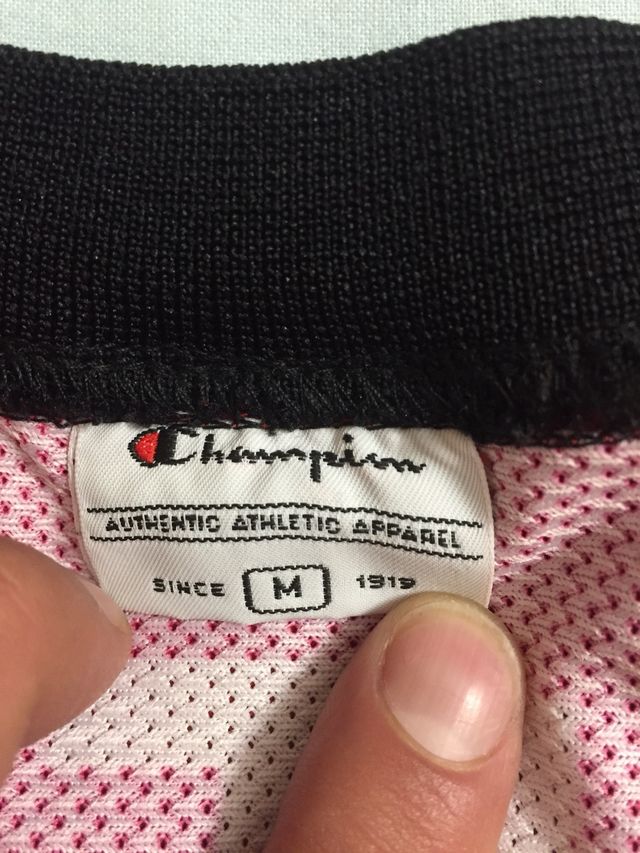 Champion
AUTHENTIC ATHLETIC APPAREL
SINCE M 1919